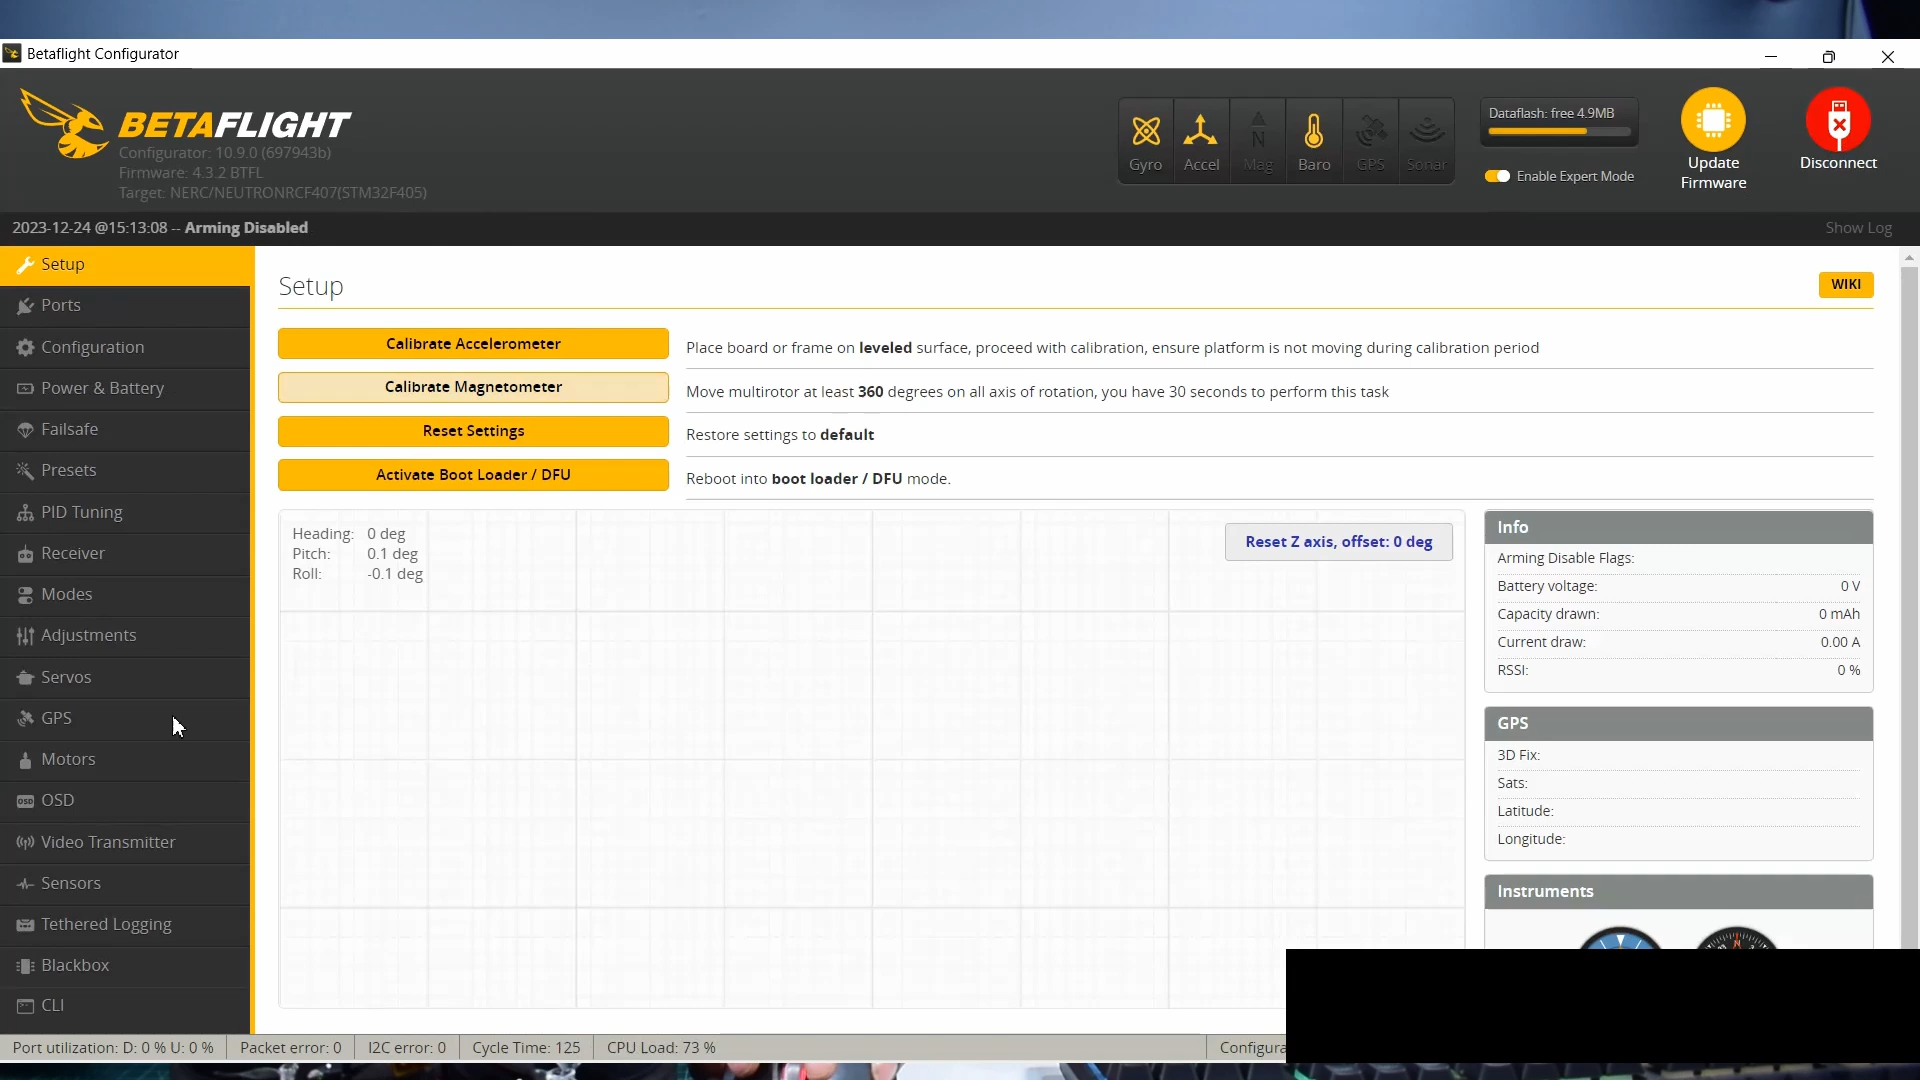 Betaflight Configurator
BETAFLIGHT
Configurator: 10.9.0 (697943b)
Firmware: 4.3.2 BTFL
Target: NERC/NEUTRONRCF407(STM32F405)
Gyro
Accel
N
Mag
Baro
GPS
Sonar
Dataflash: free 4.9MB
Enable Expert Mode
Update
Firmware
Disconnect
2023-12-24 @15:13:08 -- Arming Disabled
Show Log
Setup
Ports
Configuration
Power & Battery
Failsafe
Presets
PID Tuning
Receiver
Modes
Adjustments
Servos
GPS
Motors
OSD
Video Transmitter
Sensors
Tethered Logging
Blackbox
CLI
Setup
WIKI
Calibrate Accelerometer
Place board or frame on leveled surface, proceed with calibration, ensure platform is not moving during calibration period
Calibrate Magnetometer
Move multirotor at least 360 degrees on all axis of rotation, you have 30 seconds to perform this task
Reset Settings
Restore settings to default
Activate Boot Loader / DFU
Reboot into boot loader / DFU mode.
Heading: 0 deg
Pitch: 0.1 deg
Roll: -0.1 deg
Reset Z axis, offset: 0 deg
Info
Arming Disable Flags:
Battery voltage: 0 V
Capacity drawn: 0 mAh
Current draw: 0.00 A
RSSI: 0 %
GPS
3D Fix:
Sats:
Latitude:
Longitude:
Instruments
Port utilization: D: 0 % U: 0 %
Packet error: 0
I2C error: 0
Cycle Time: 125
CPU Load: 73 %
Configura